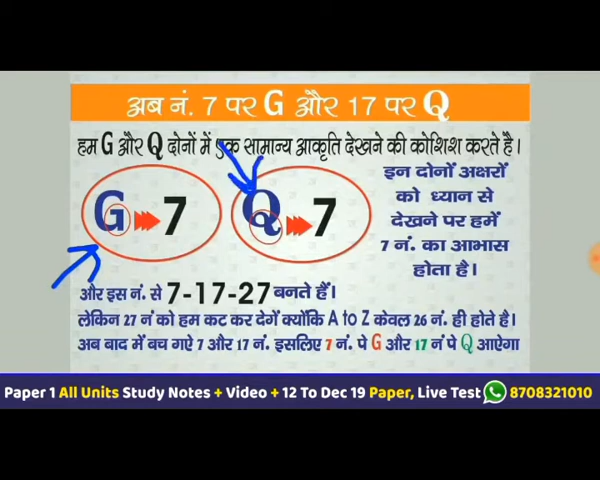 अब नं. 7 पर G और 17 पर Q
हम G और Q दोनों में एक सामान्य आकृति देखने की कोशिश करते है।
G 7
Q 7
इन दोनों अक्षरों
को ध्यान से
देखने पर हमें
7 नं. का आभास
होता है।
और इस नं. से 7-17-27 बनते हैं।
लेकिन 27 नं को हम कट कर देगें क्योंकि A to Z केवल 26 नं. ही होते है।
अब बाद में बच गऐ 7 और 17 नं. इसलिए 7 नं. पे G और 17 नं पे Q आऐगा
Paper 1 All Units Study Notes + Video + 12 To Dec 19 Paper, Live Test 8708321010